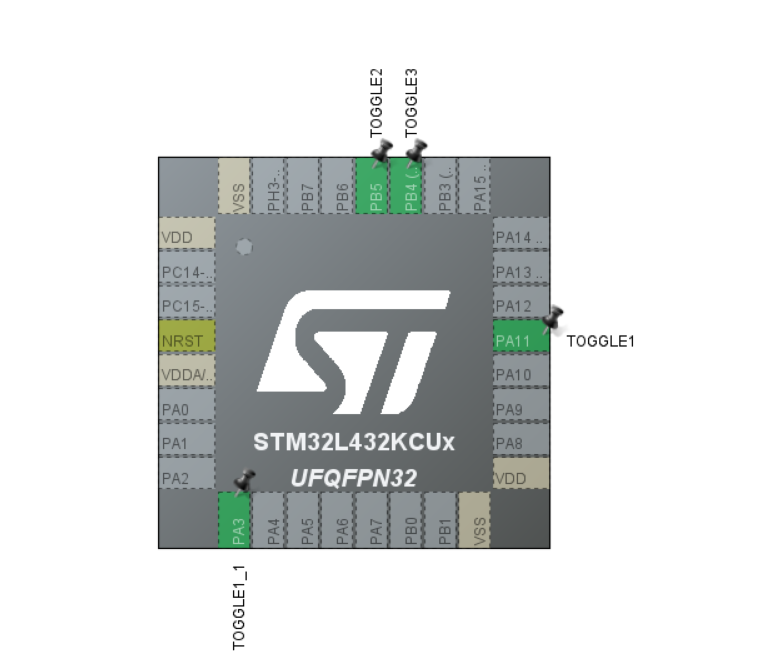 TOGGLE2
TOGGLE3
VSS
PH3-..
PB7
PB6
PB5
PB4 (..
PB3 (..
PA15 ..
VDD
PC14-..
PC15-..
NRST
VDDA/..
PA0
PA1
PA2
PA14 ..
PA13 ..
PA12
PA11
TOGGLE1
PA10
PA9
PA8
VDD
STM32L432KCUx
UFQFPN32
PA3
PA4
PA5
PA6
PA7
PB0
PB1
VSS
TOGGLE1_1